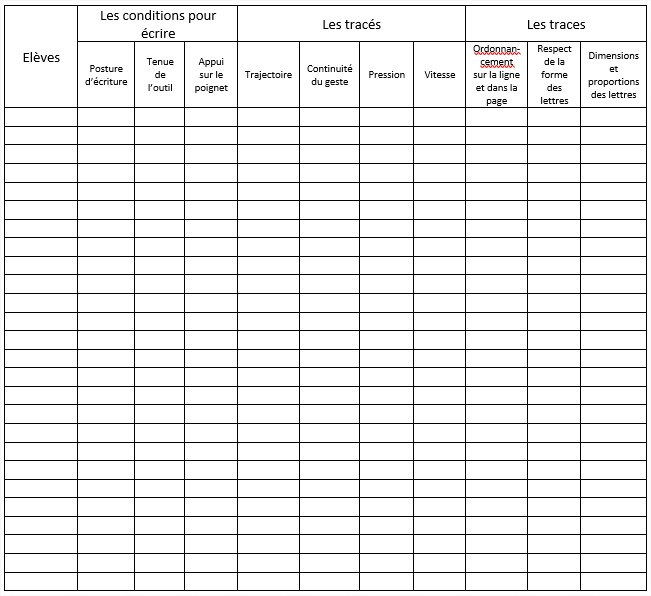 Elèves
Les conditions pour
écrire
Les tracés
Les traces
Posture
d'écriture
Tenue
de
l'outil
Appui
sur le
poignet
Trajectoire
Continuité
du geste
Pression
Vitesse
Ordonnan-
cement
sur la ligne
et dans la
page
Respect
de la
forme
des
lettres
Dimensions
et
proportions
des lettres